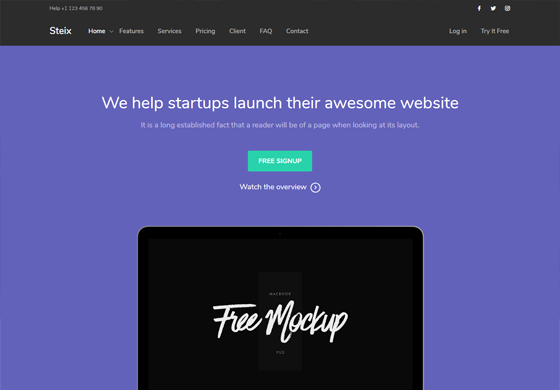 Help +1 123 456 78 90
Steix Home Features Services Pricing Client FAQ Contact Log in Try It Free
We help startups launch their awesome website
It is a long established fact that a reader will be of a page when looking at its layout.
FREE SIGNUP
Watch the overview
MACBOOK
Free Mockup
PSD